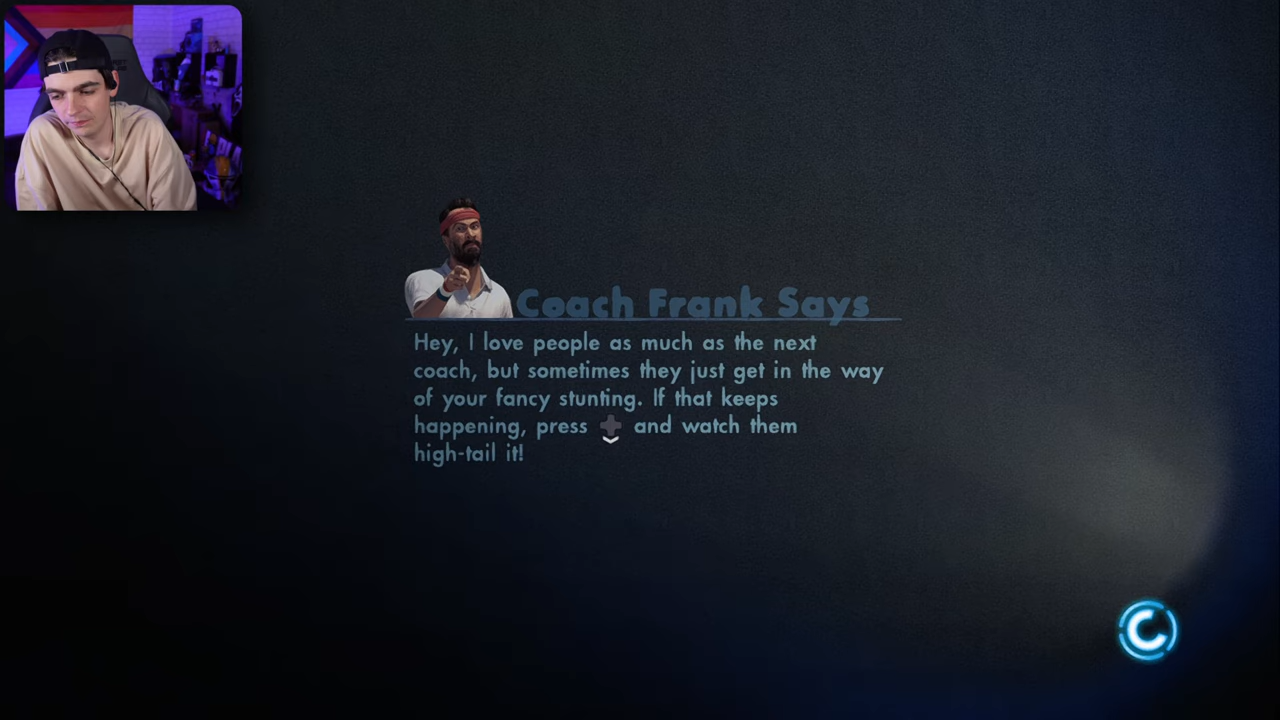 Coach Frank Says
Hey, I love people as much as the next
coach, but sometimes they just get in the way
of your fancy stunting. If that keeps
happening, press and watch them
high-tail it!